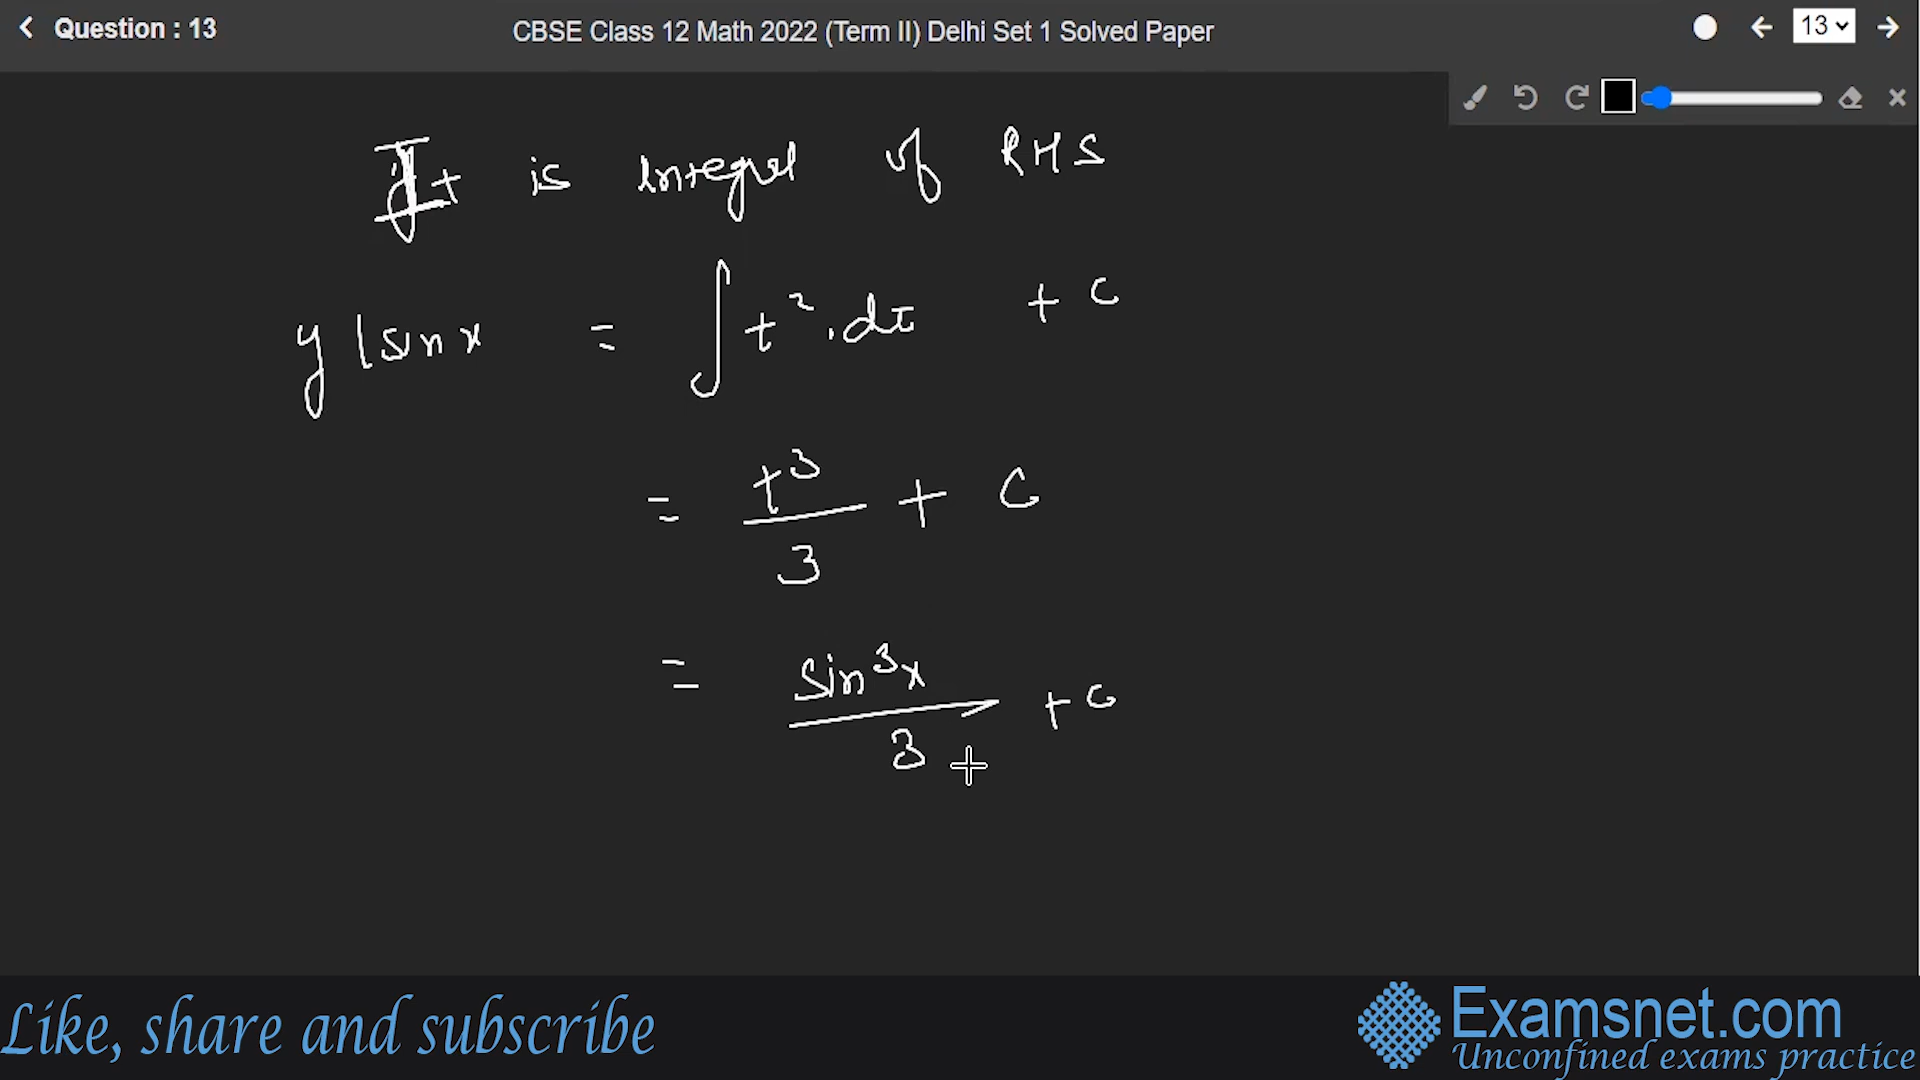 Question : 13
CBSE Class 12 Math 2022 (Term II) Delhi Set 1 Solved Paper
13
It is integral of RHS
y |sin x = ∫ t². dt + C
= t³/3 + C
= sin³x/3 + C
Like, share and subscribe
Examsnet.com
Unconfined exams practice